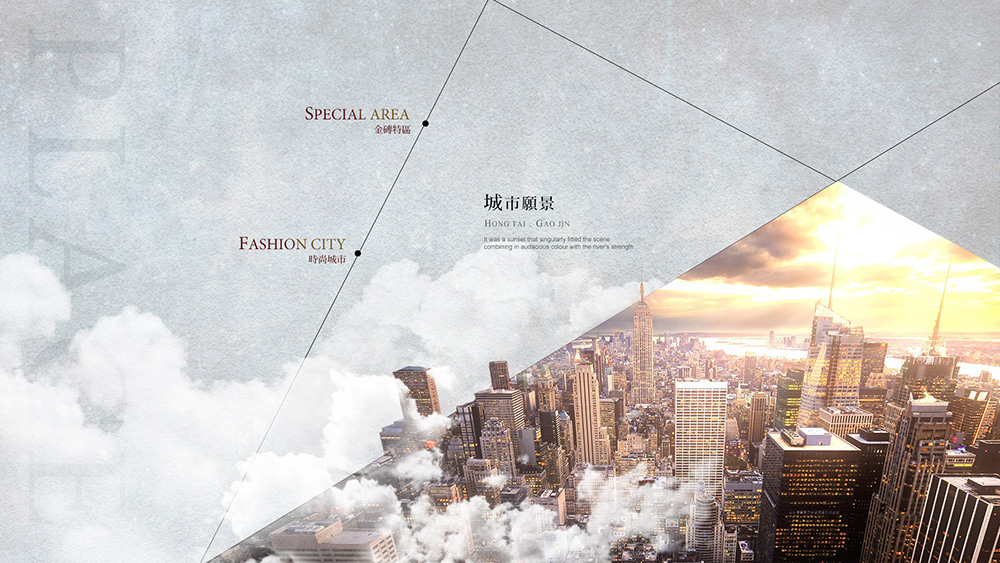 SPECIAL AREA
金磚特區
城市願景
HONG TAI . GAO JIN
It was a sunset that singularly fitted the scene
combining in audacious colour with the river's strength
FASHION CITY
時尚城市